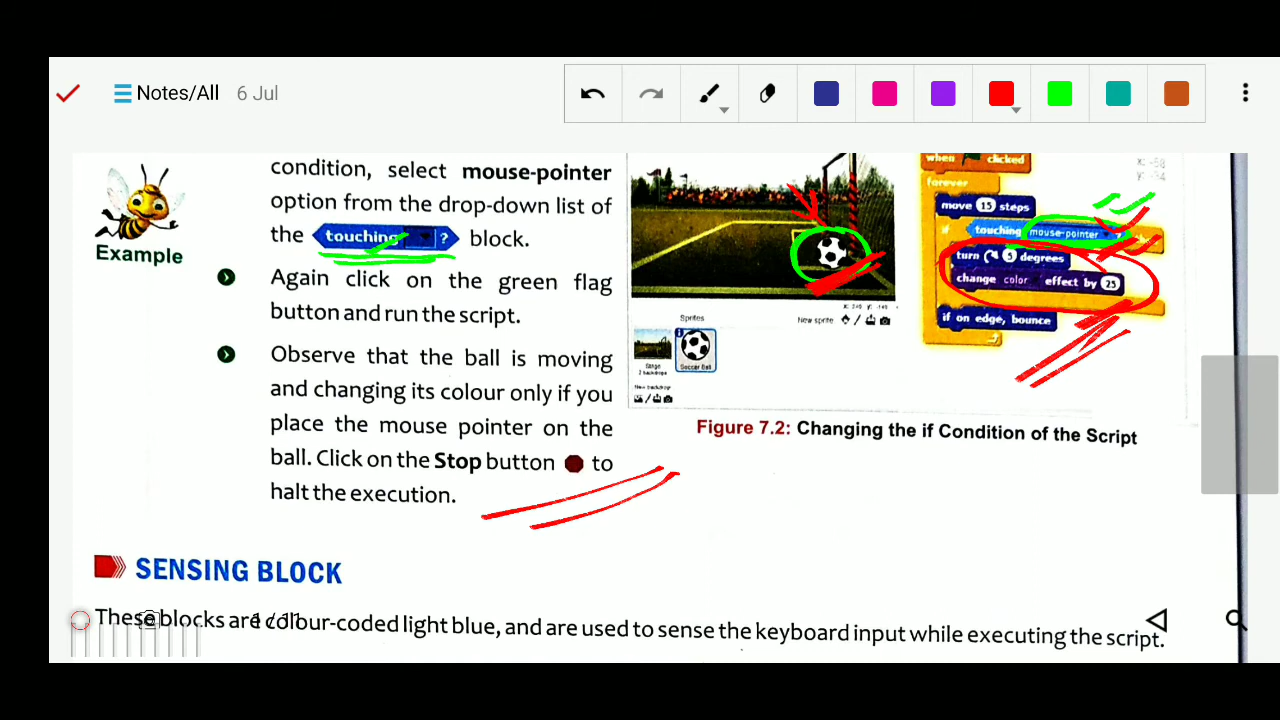 Notes/All 6 Jul
condition, select mouse-pointer
option from the drop-down list of
the touching ? block.
Example
Again click on the green flag
button and run the script.
Observe that the ball is moving
and changing its colour only if you
place the mouse pointer on the
ball. Click on the Stop button to
halt the execution.
when clicked
forever
move 15 steps
if touching mouse-pointer
turn 5 degrees
change color effect by 25
if on edge, bounce
Sprites New sprite
Stage
2 backdrops
Soccer Ball
New backdrop
Figure 7.2: Changing the if Condition of the Script
SENSING BLOCK
These blocks are colour-coded light blue, and are used to sense the keyboard input while executing the script.